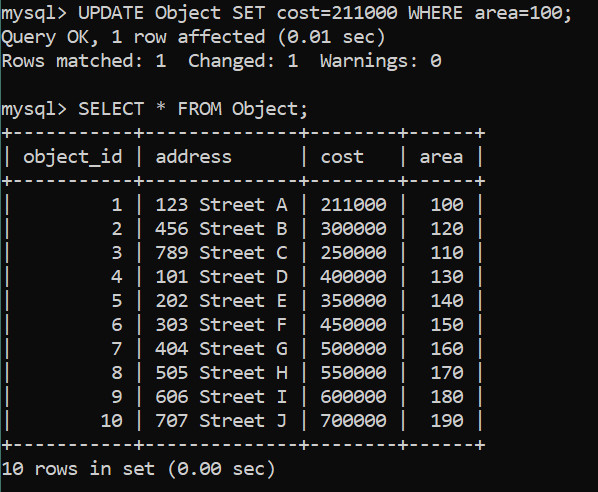 mysql> UPDATE Object SET cost=211000 WHERE area=100;
Query OK, 1 row affected (0.01 sec)
Rows matched: 1  Changed: 1  Warnings: 0

mysql> SELECT * FROM Object;
+-----------+--------------+--------+------+
| object_id | address      | cost   | area |
+-----------+--------------+--------+------+
|         1 | 123 Street A | 211000 |  100 |
|         2 | 456 Street B | 300000 |  120 |
|         3 | 789 Street C | 250000 |  110 |
|         4 | 101 Street D | 400000 |  130 |
|         5 | 202 Street E | 350000 |  140 |
|         6 | 303 Street F | 450000 |  150 |
|         7 | 404 Street G | 500000 |  160 |
|         8 | 505 Street H | 550000 |  170 |
|         9 | 606 Street I | 600000 |  180 |
|        10 | 707 Street J | 700000 |  190 |
+-----------+--------------+--------+------+
10 rows in set (0.00 sec)